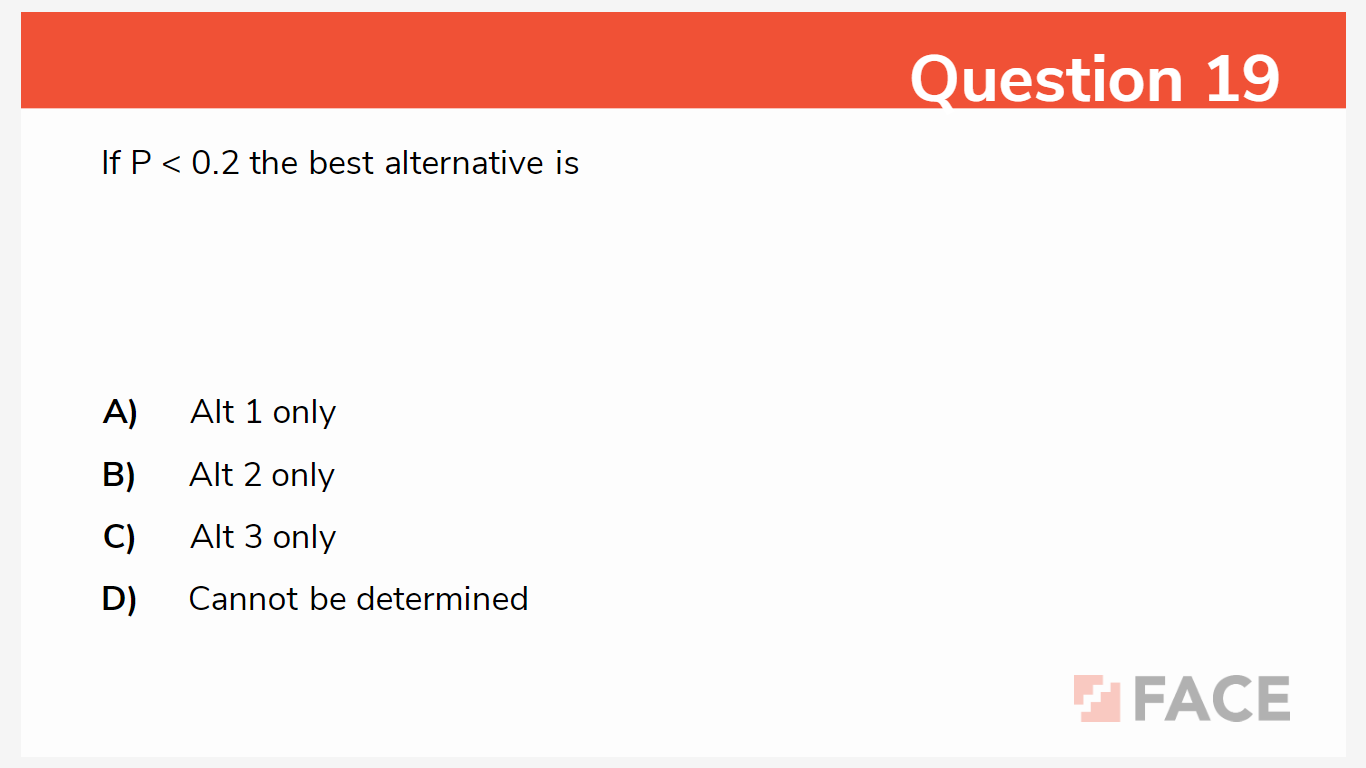 Question 19
If P < 0.2 the best alternative is
A) Alt 1 only
B) Alt 2 only
C) Alt 3 only
D) Cannot be determined
FACE